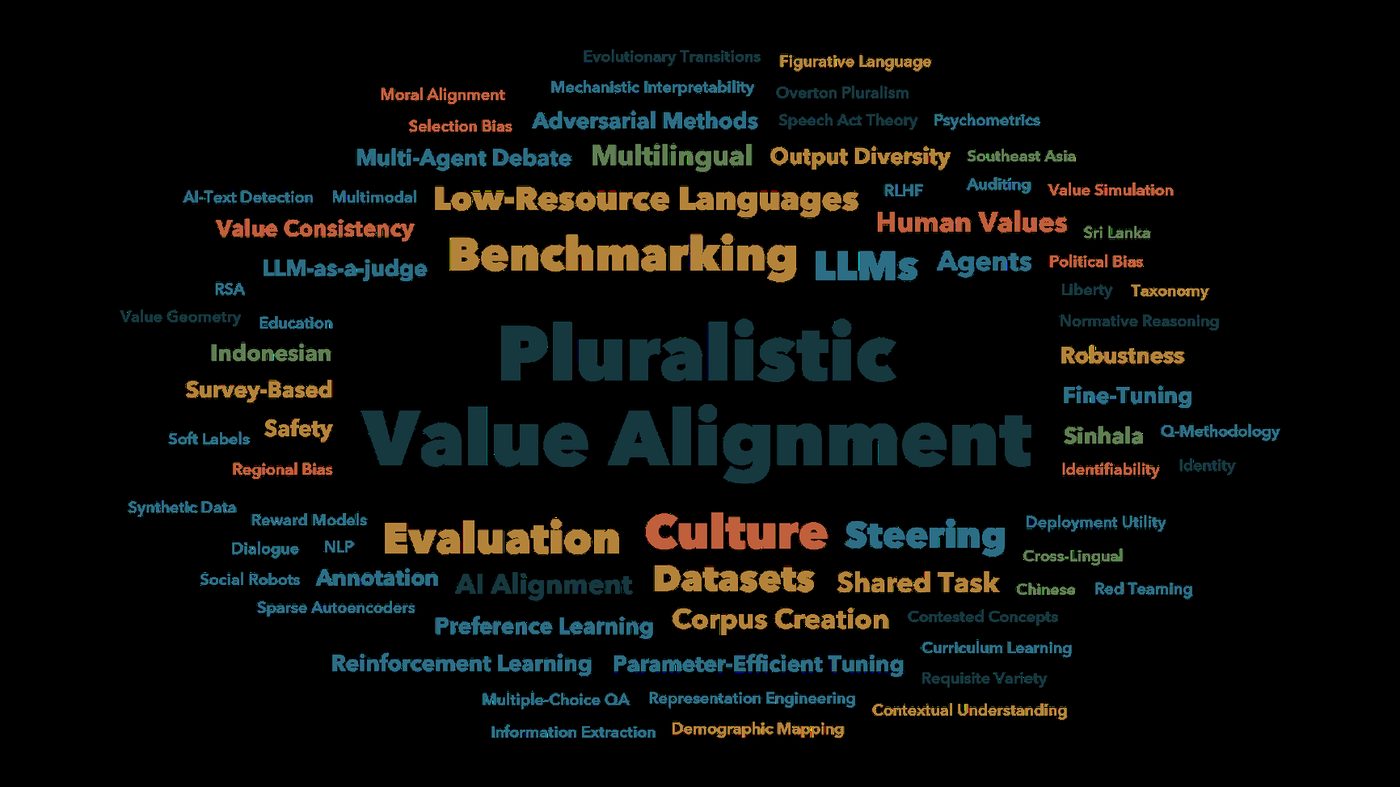 Evolutionary Transitions Figurative Language
Moral Alignment Mechanistic Interpretability Overton Pluralism
Selection Bias Adversarial Methods Speech Act Theory Psychometrics
Multi-Agent Debate Multilingual Output Diversity Southeast Asia
AI-Text Detection Multimodal Low-Resource Languages RLHF Auditing Value Simulation
Value Consistency Human Values Sri Lanka
LLM-as-a-judge Benchmarking LLMs Agents Political Bias
RSA Liberty Taxonomy
Value Geometry Education Normative Reasoning
Indonesian Pluralistic Robustness
Survey-Based Fine-Tuning
Soft Labels Safety Value Alignment Sinhala Q-Methodology
Regional Bias Identifiability Identity
Synthetic Data Reward Models Evaluation Culture Steering Deployment Utility
Dialogue NLP Cross-Lingual
Social Robots Annotation AI Alignment Datasets Shared Task Chinese Red Teaming
Sparse Autoencoders Preference Learning Corpus Creation Contested Concepts
Reinforcement Learning Parameter-Efficient Tuning Curriculum Learning
Requisite Variety
Multiple-Choice QA Representation Engineering Contextual Understanding
Information Extraction Demographic Mapping